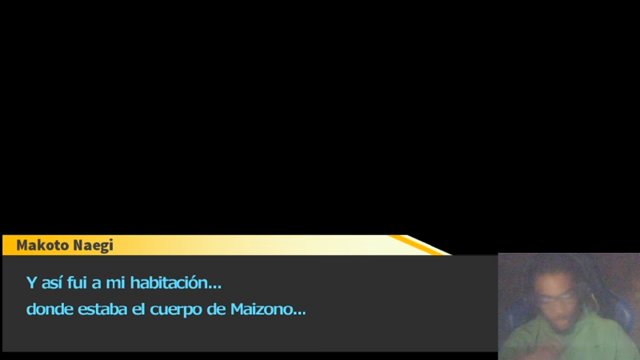 Makoto Naegi
Y así fui a mi habitación...
donde estaba el cuerpo de Maizono...